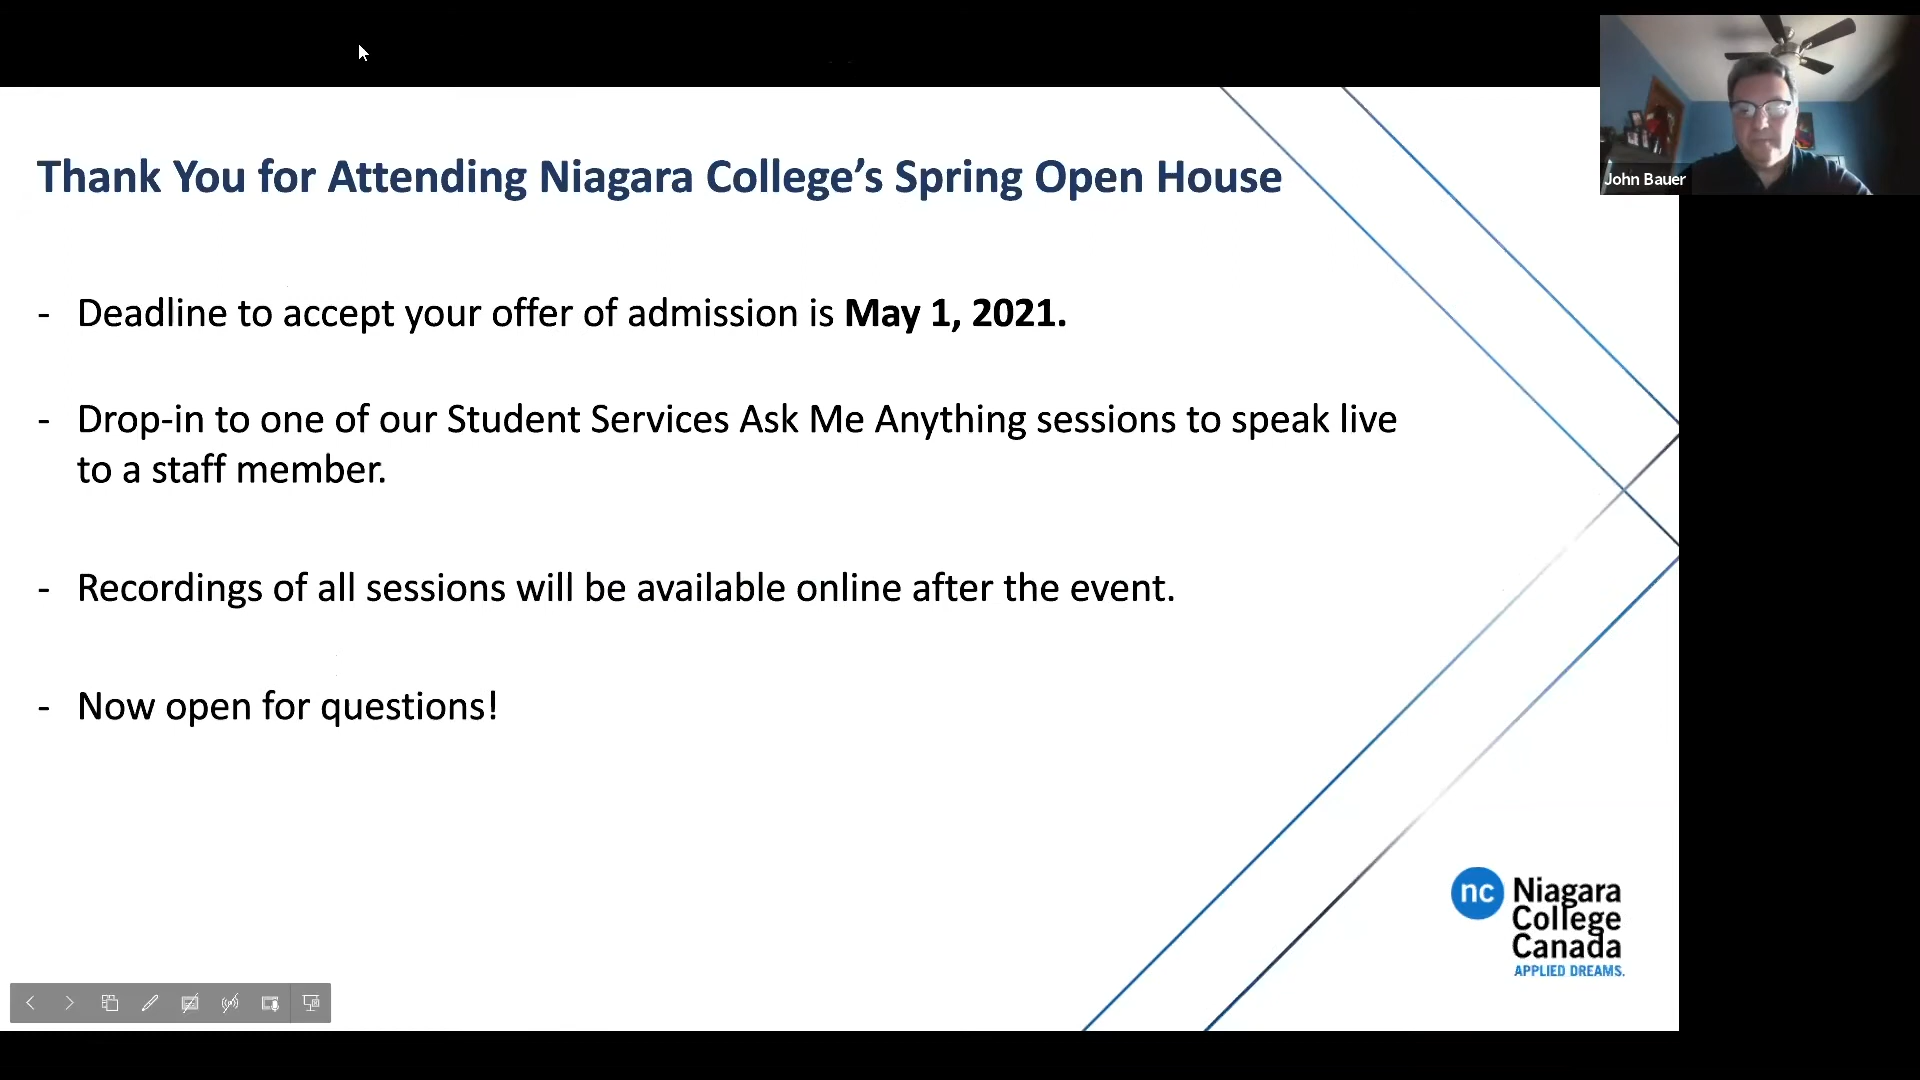 Thank You for Attending Niagara College’s Spring Open House
- Deadline to accept your offer of admission is May 1, 2021.
- Drop-in to one of our Student Services Ask Me Anything sessions to speak live
to a staff member.
- Recordings of all sessions will be available online after the event.
- Now open for questions!
John Bauer
nc
Niagara
College
Canada
APPLIED DREAMS.